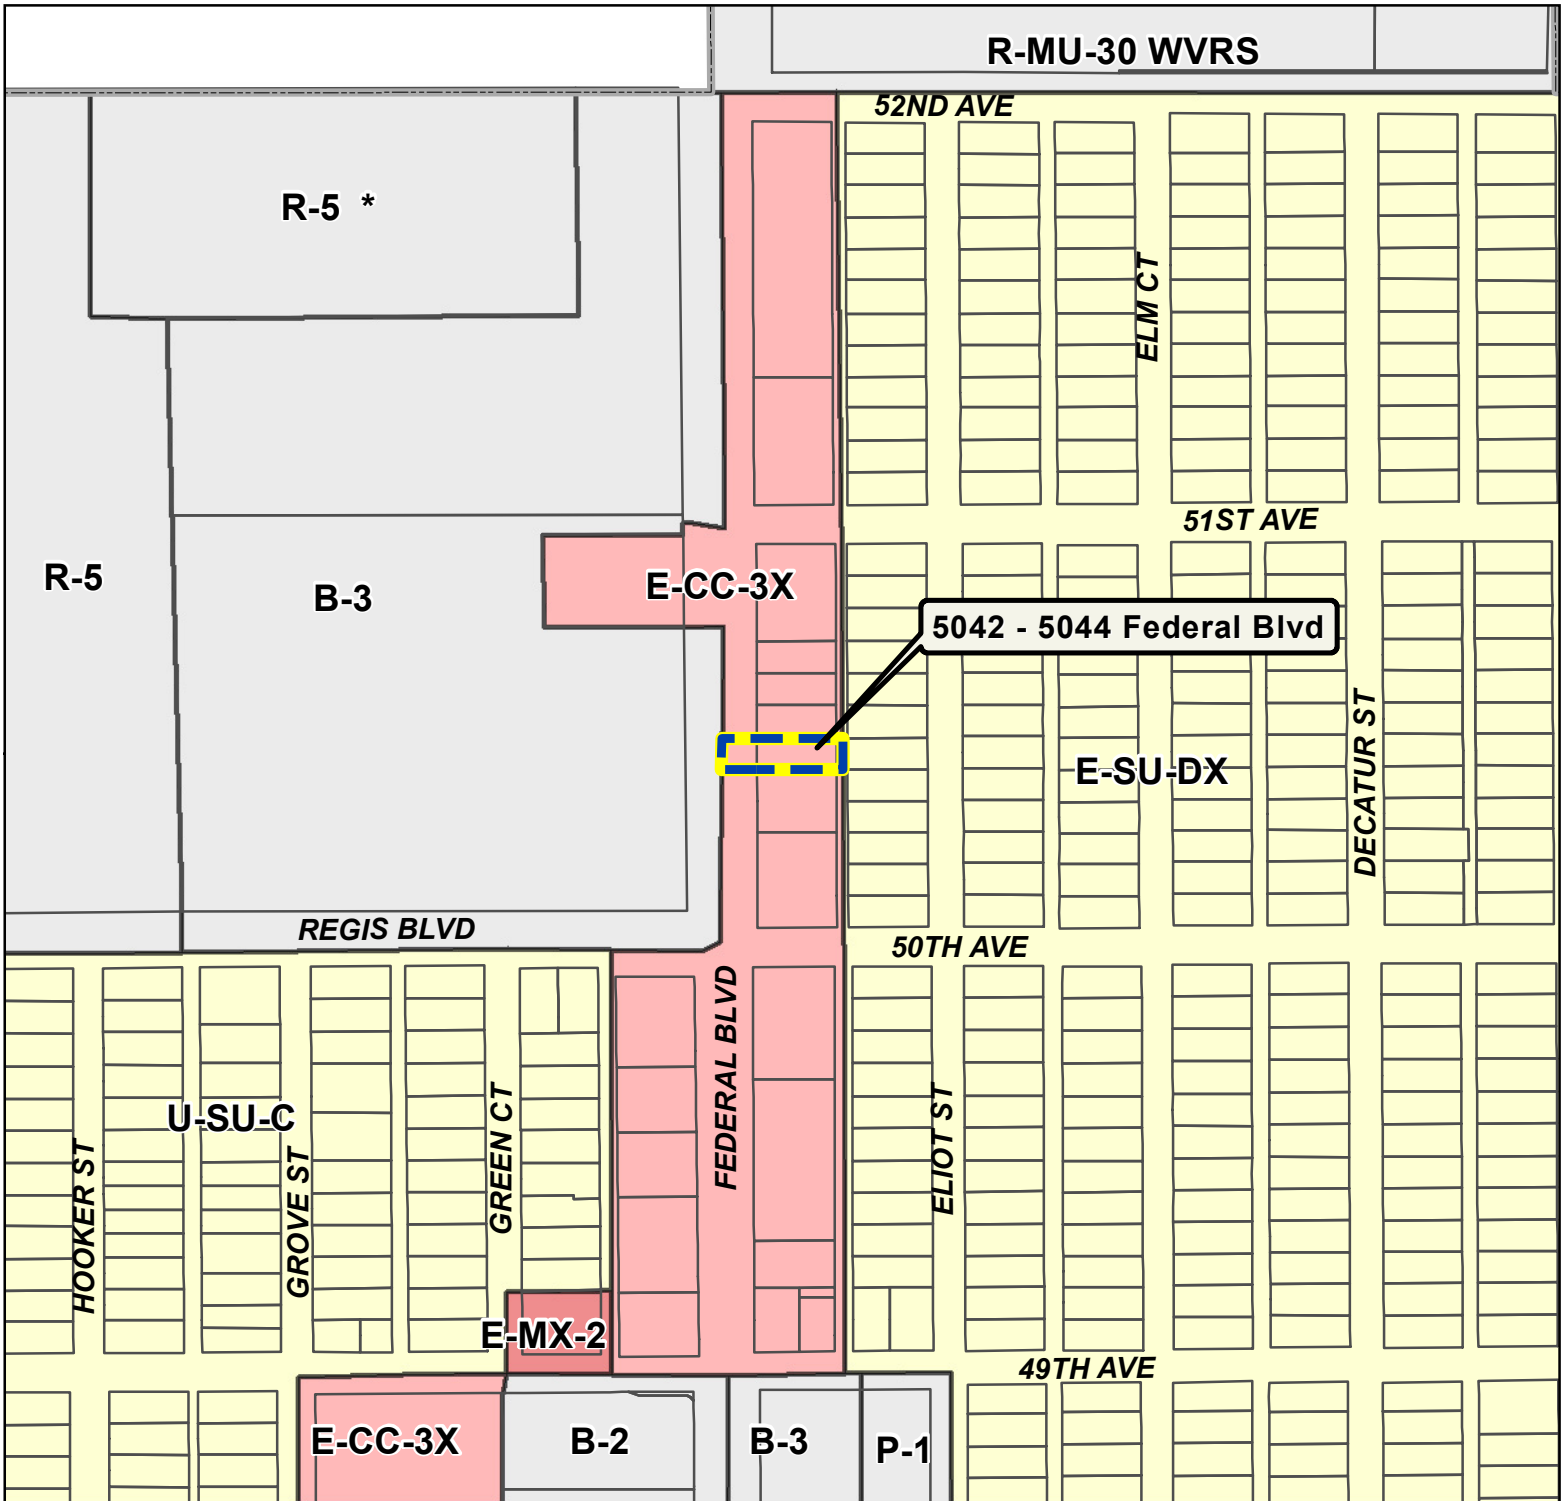 R-MU-30 WVRS
52ND AVE
R-5 *
ELM CT
51ST AVE
R-5
B-3
E-CC-3X
5042 - 5044 Federal Blvd
E-SU-DX
DECATUR ST
REGIS BLVD
50TH AVE
FEDERAL BLVD
U-SU-C
HOOKER ST
GROVE ST
GREEN CT
ELIOT ST
E-MX-2
49TH AVE
E-CC-3X
B-2
B-3
P-1